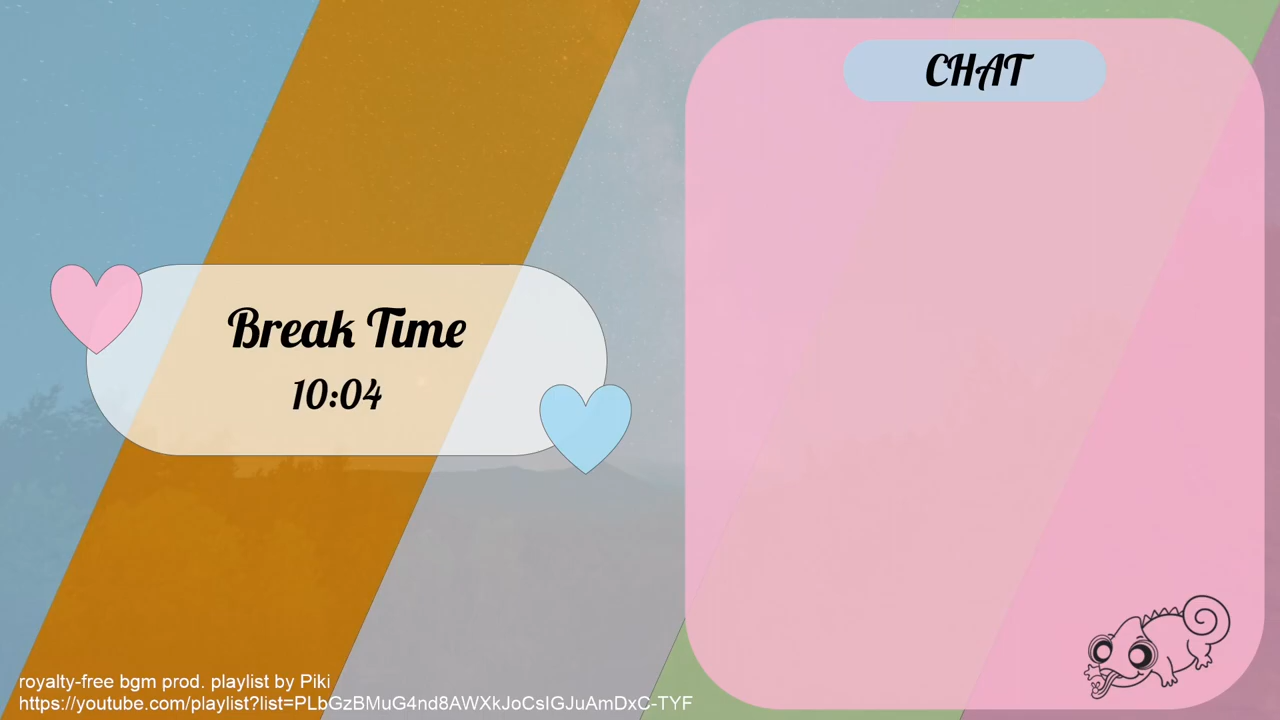 CHAT
Break Time
10:04
royalty-free bgm prod. playlist by Piki
https://youtube.com/playlist?list=PLbGzBMuG4nd8AWXkJoCsIGJuAmDxC-TYF